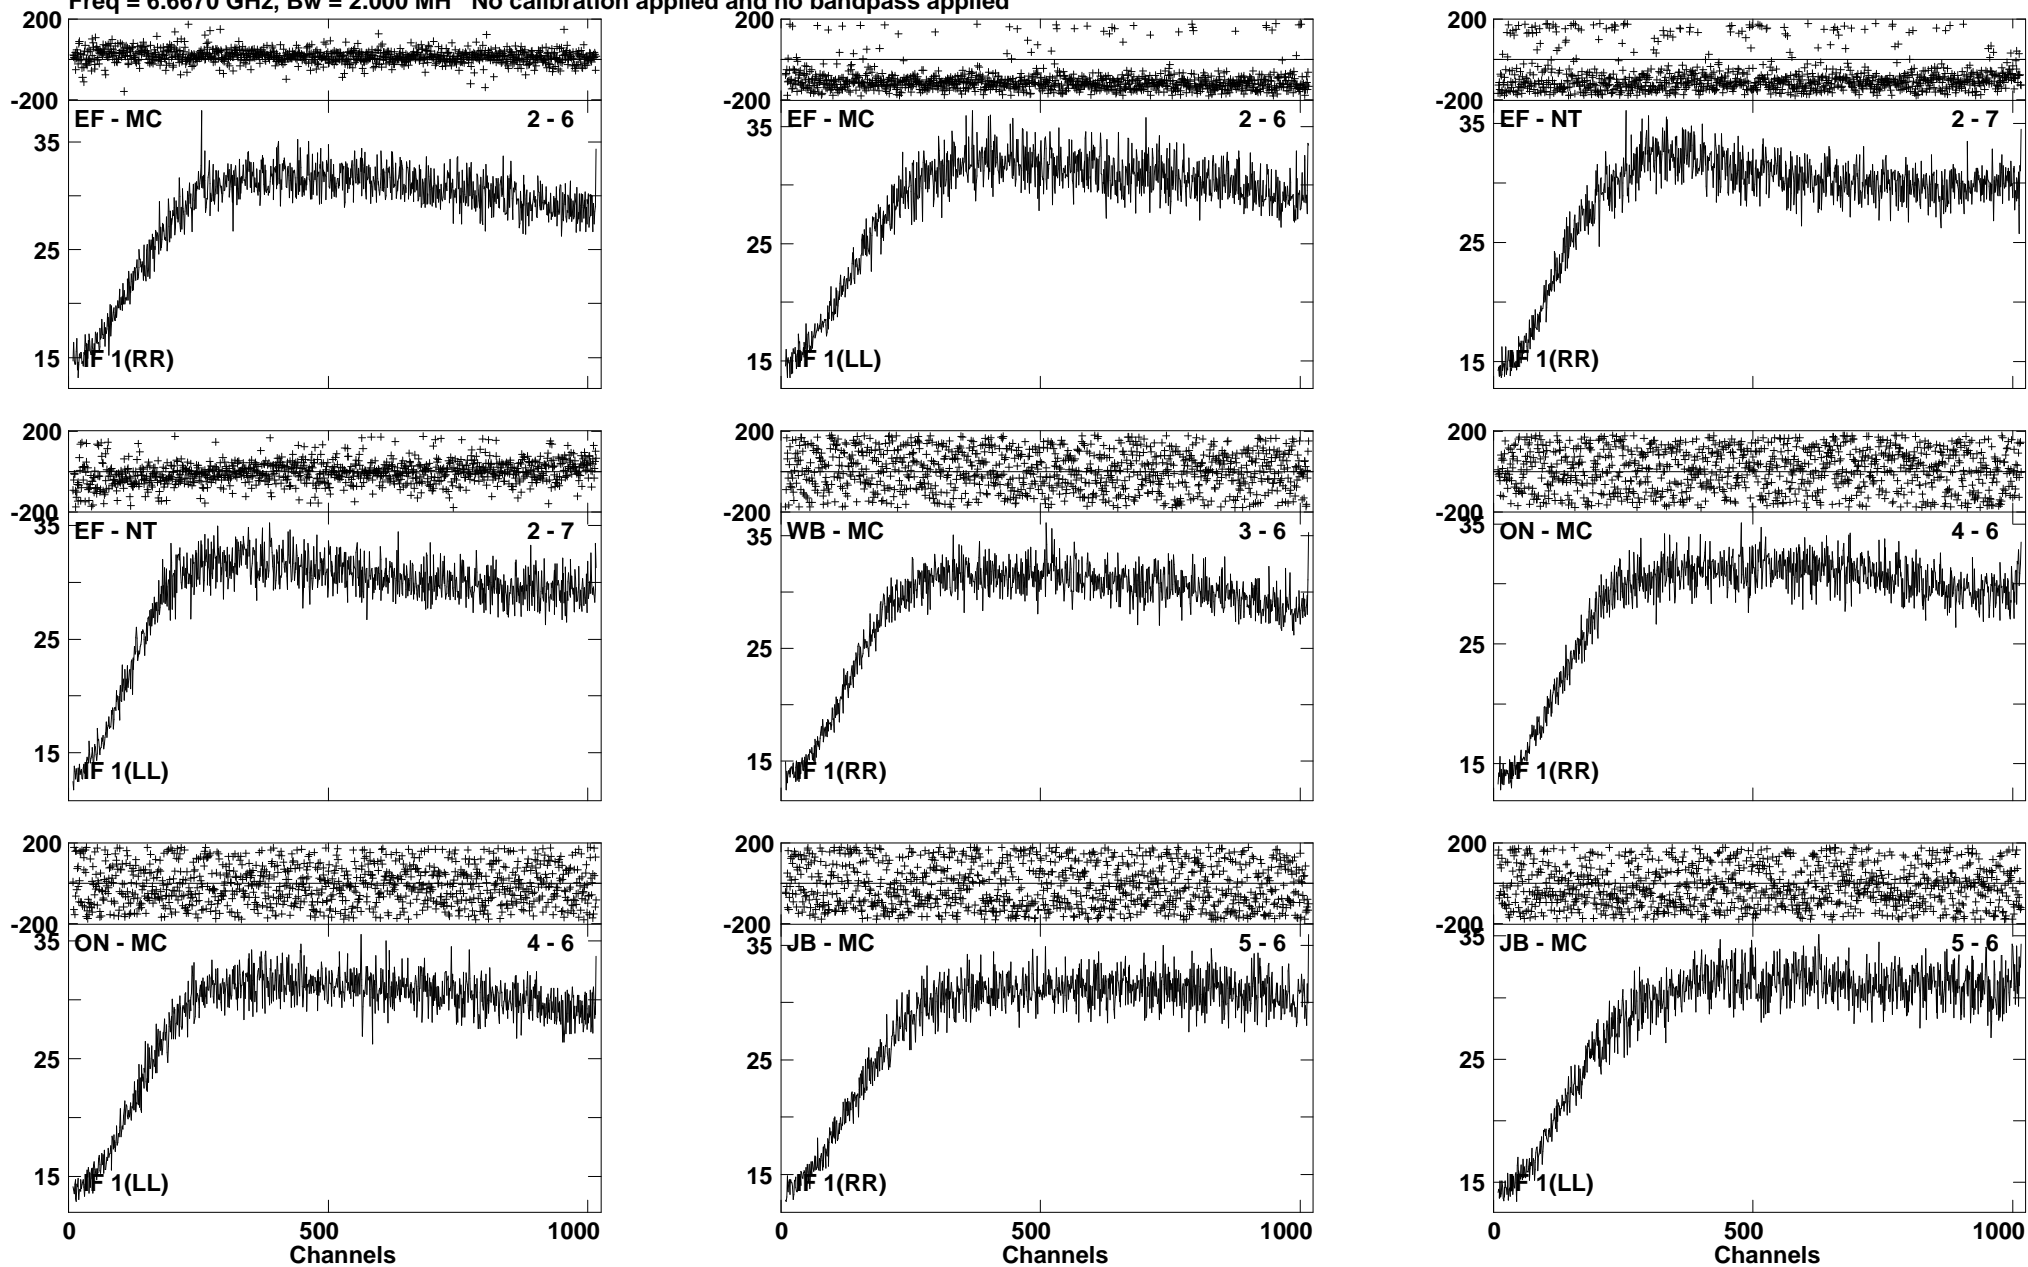 Freq = 6.6670 GHz, Bw = 2.000 MH No calibration applied and no bandpass applied
200
-200
EF - MC 2 - 6
35
25
15
IF 1(RR)
200
-200
EF - MC 2 - 6
35
25
15
IF 1(LL)
200
-200
EF - NT 2 - 7
35
25
15
IF 1(RR)
200
-200
EF - NT 2 - 7
35
25
15
IF 1(LL)
200
-200
WB - MC 3 - 6
35
25
15
IF 1(RR)
200
-200
ON - MC 4 - 6
35
25
15
IF 1(RR)
200
-200
ON - MC 4 - 6
35
25
15
IF 1(LL)
0 500 1000
Channels
200
-200
JB - MC 5 - 6
35
25
15
IF 1(RR)
0 500 1000
Channels
200
-200
JB - MC 5 - 6
35
25
15
IF 1(LL)
0 500 1000
Channels